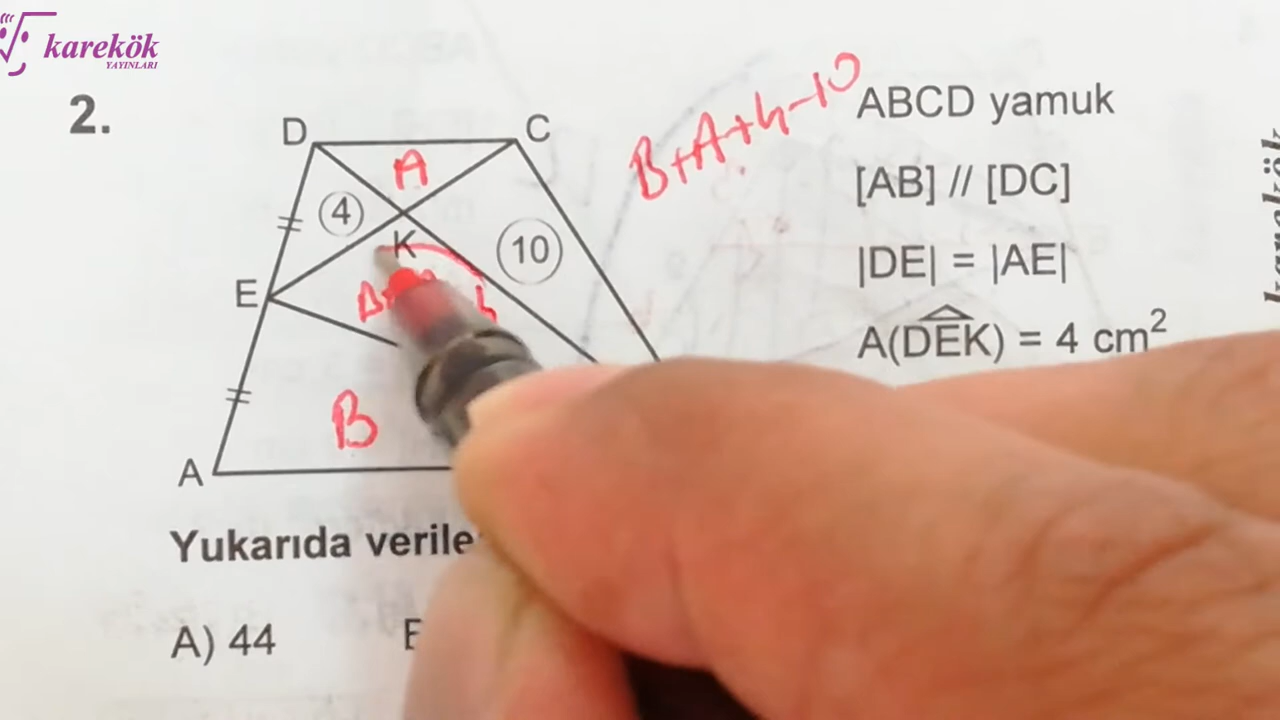 karekök
YAYINLARI
2.
D
C
A
4
K
10
E
B
A
B+A+4-10
ABCD yamuk
[AB] // [DC]
|DE| = |AE|
A(DEK) = 4 cm²
Yukarıda verile
A) 44